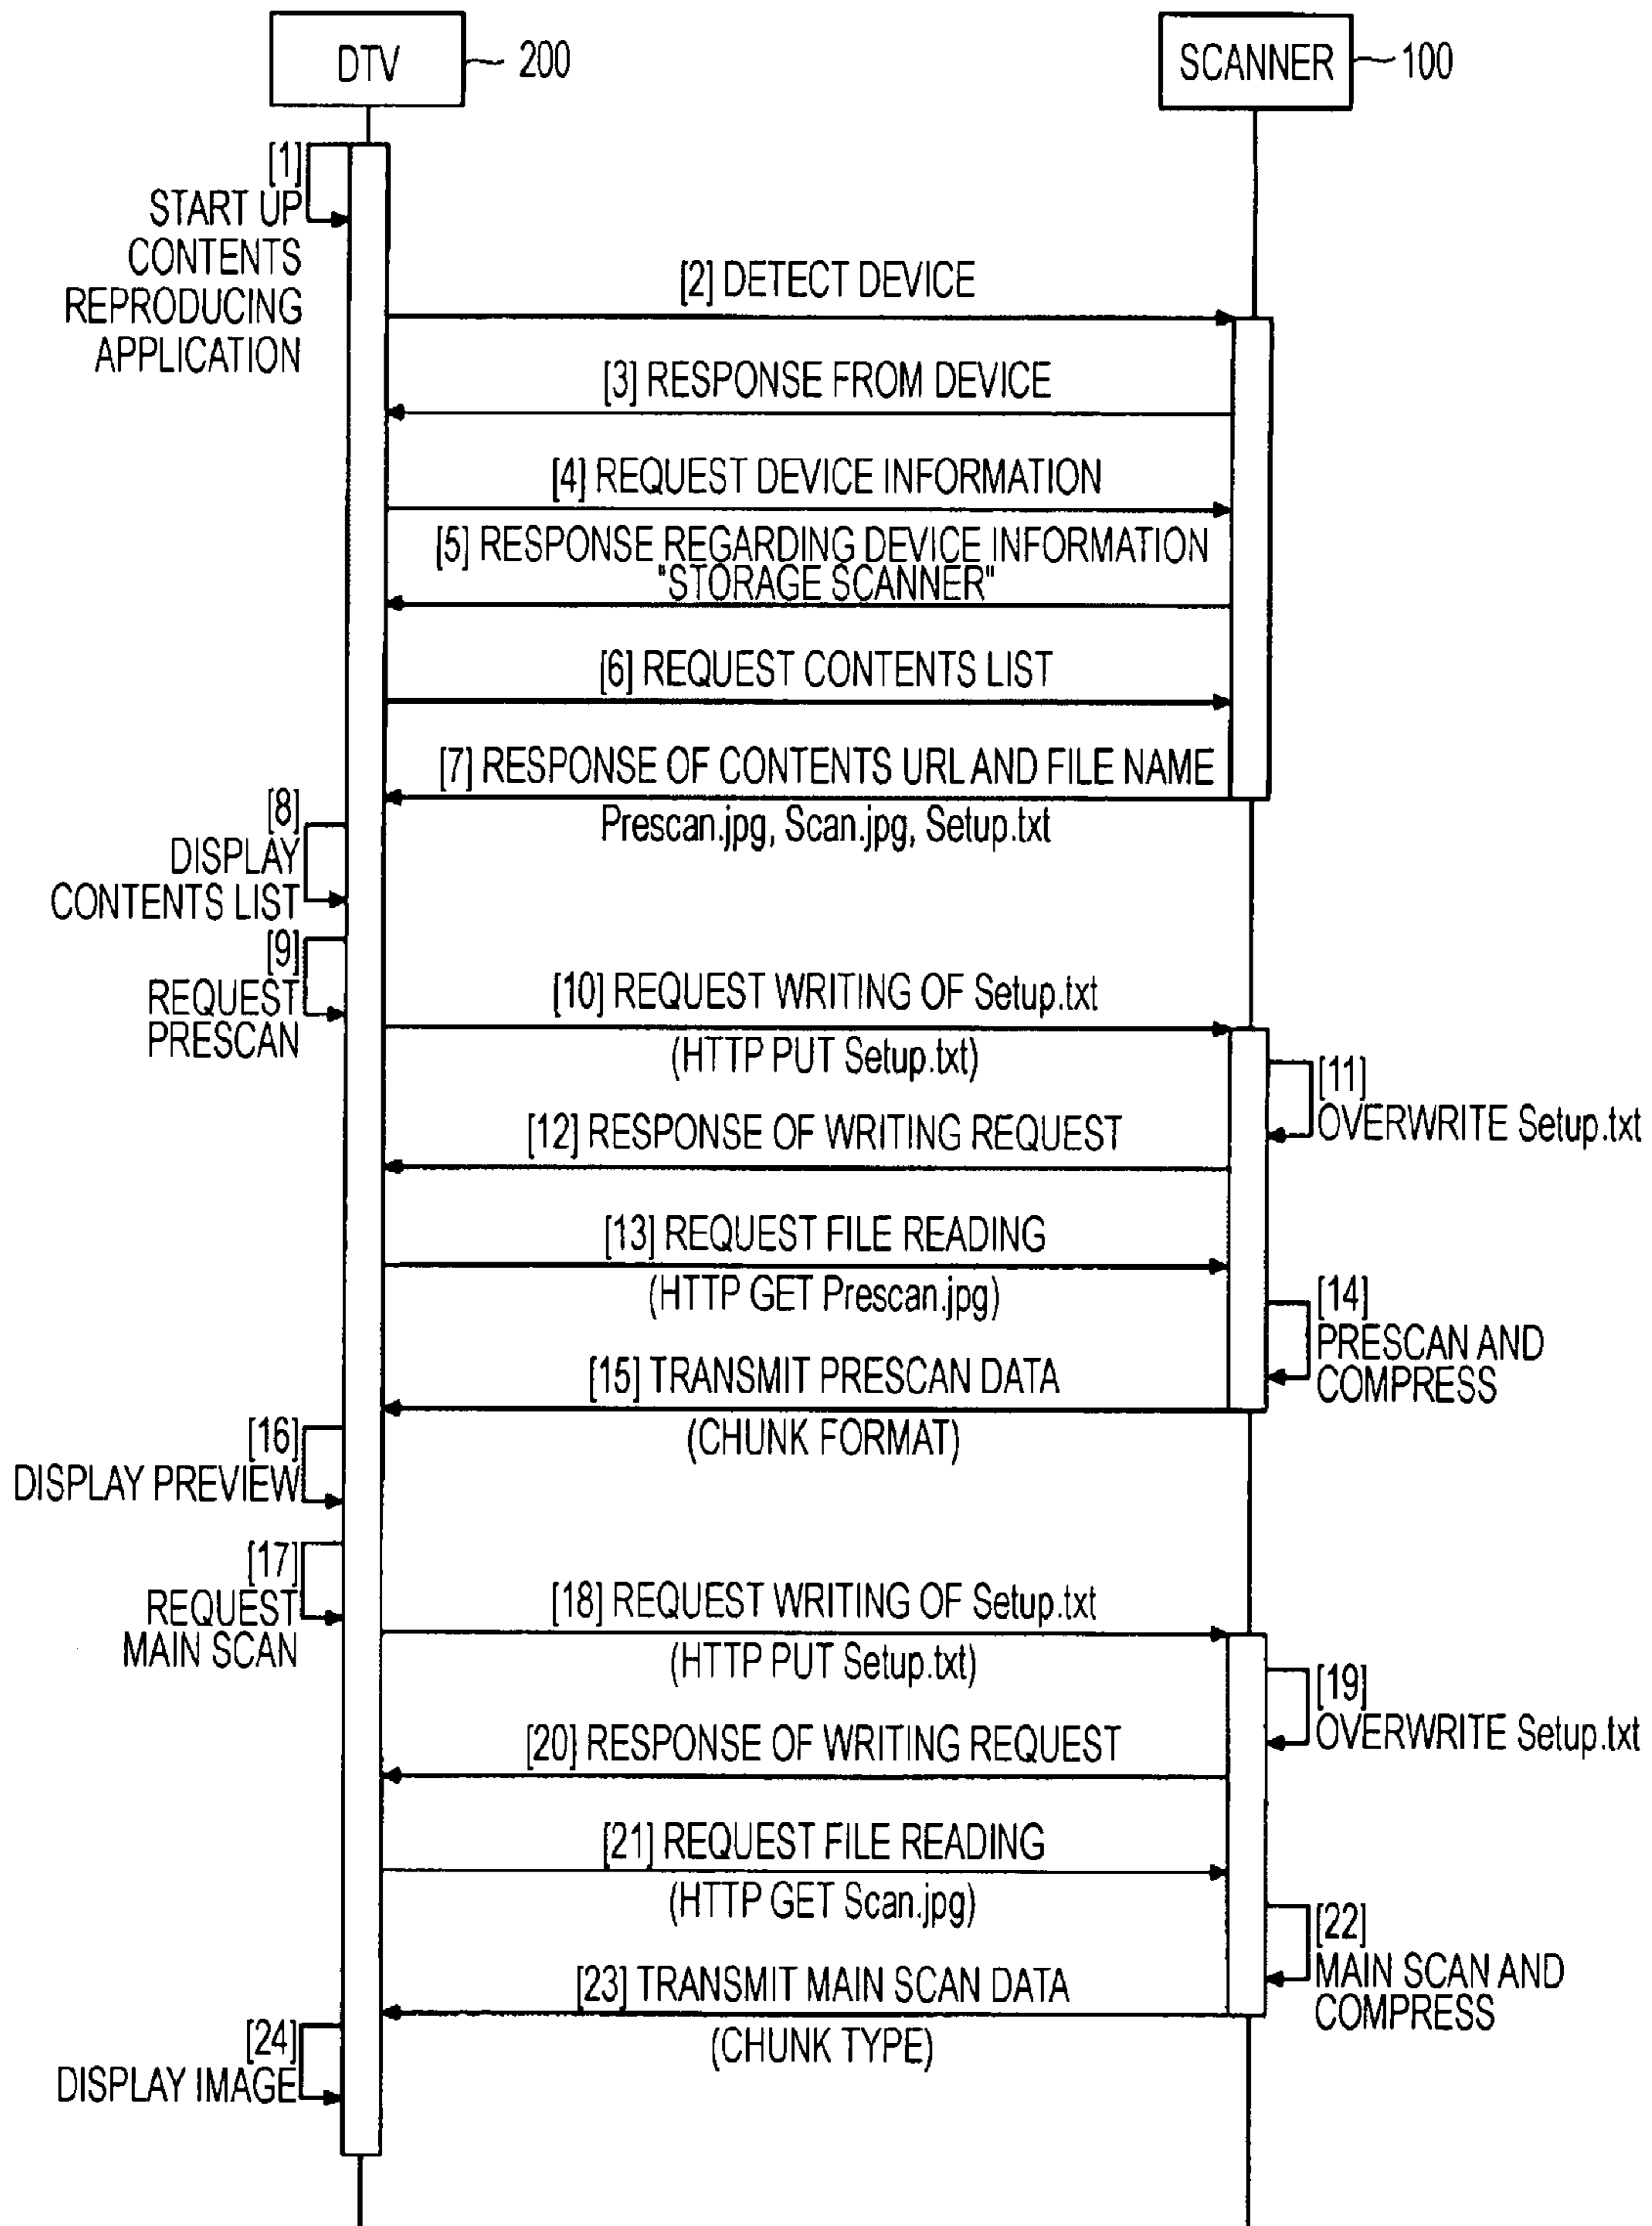 DTV
200
SCANNER
100
[1]
START UP
CONTENTS
REPRODUCING
APPLICATION
[2] DETECT DEVICE
[3] RESPONSE FROM DEVICE
[4] REQUEST DEVICE INFORMATION
[5] RESPONSE REGARDING DEVICE INFORMATION
"STORAGE SCANNER"
[6] REQUEST CONTENTS LIST
[7] RESPONSE OF CONTENTS URL AND FILE NAME
Prescan.jpg, Scan.jpg, Setup.txt
[8]
DISPLAY
CONTENTS LIST
[9]
REQUEST
PRESCAN
[10] REQUEST WRITING OF Setup.txt
(HTTP PUT Setup.txt)
[11]
OVERWRITE Setup.txt
[12] RESPONSE OF WRITING REQUEST
[13] REQUEST FILE READING
(HTTP GET Prescan.jpg)
[14]
PRESCAN AND
COMPRESS
[15] TRANSMIT PRESCAN DATA
(CHUNK FORMAT)
[16]
DISPLAY PREVIEW
[17]
REQUEST
MAIN SCAN
[18] REQUEST WRITING OF Setup.txt
(HTTP PUT Setup.txt)
[19]
OVERWRITE Setup.txt
[20] RESPONSE OF WRITING REQUEST
[21] REQUEST FILE READING
(HTTP GET Scan.jpg)
[22]
MAIN SCAN AND
COMPRESS
[23] TRANSMIT MAIN SCAN DATA
(CHUNK TYPE)
[24]
DISPLAY IMAGE